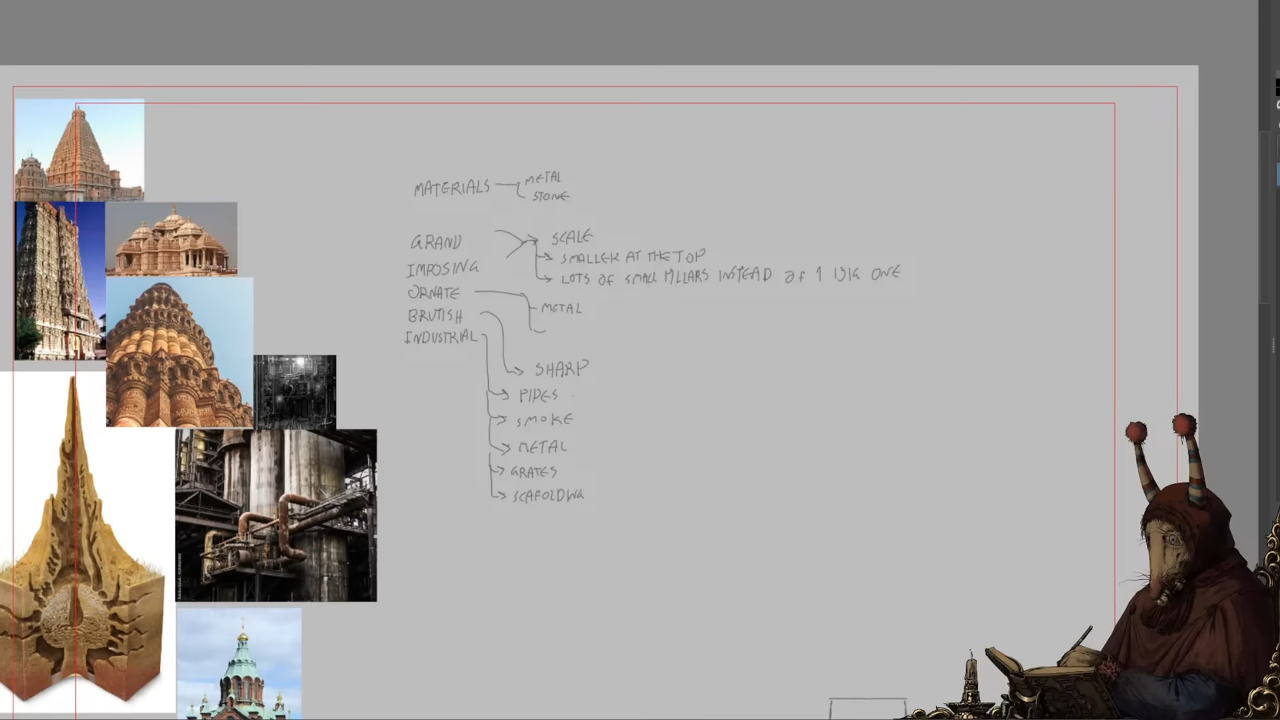 MATERIALS
METAL
STONE
GRAND
IMPOSING
ORNATE
BRUTISH
INDUSTRIAL
SCALE
SMALLER AT THE TOP
LOTS OF SMALL PILLARS INSTEAD OF 1 BIG ONE
METAL
SHARP
PIPES
SMOKE
METAL
GRATES
SCAFOLDING